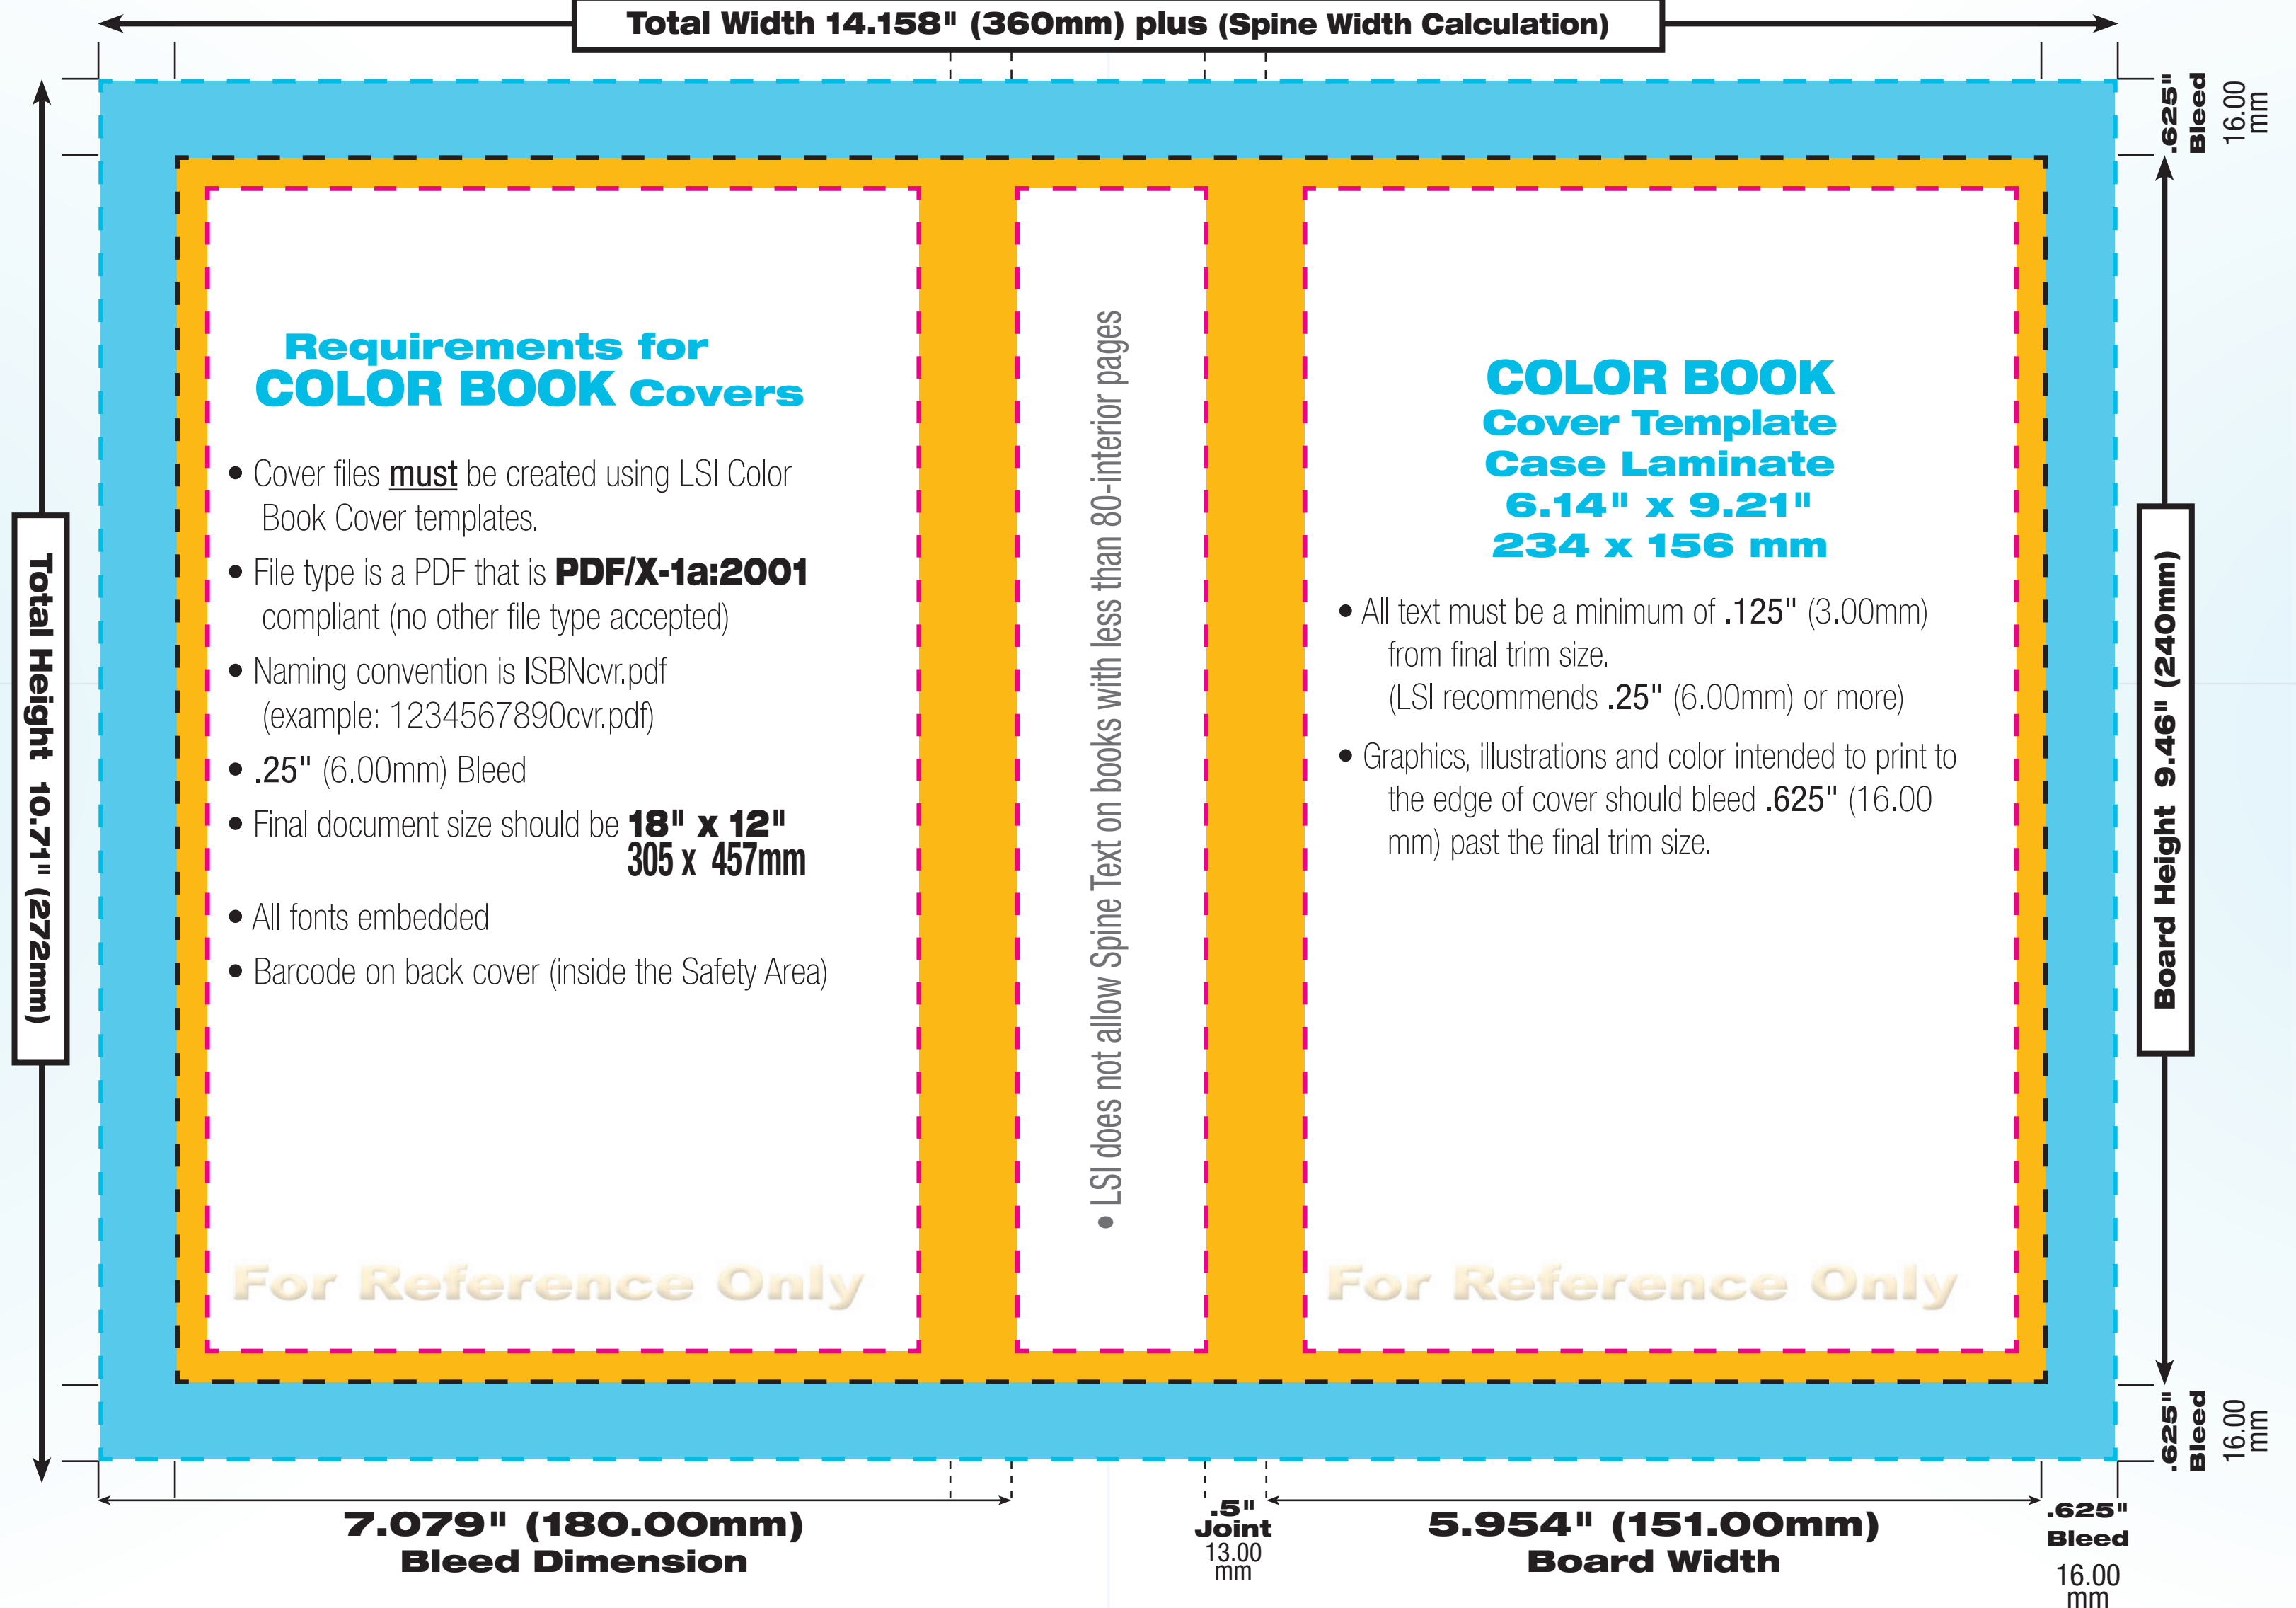 Total Width 14.158" (360mm) plus (Spine Width Calculation)
.625"
Bleed
16.00
mm
Total Height 10.71" (272mm)
Requirements for
COLOR BOOK Covers
• Cover files must be created using LSI Color
Book Cover templates.
• File type is a PDF that is PDF/X-1a:2001
compliant (no other file type accepted)
• Naming convention is ISBNcvr.pdf
(example: 1234567890cvr.pdf)
• .25" (6.00mm) Bleed
• Final document size should be 18" x 12"
305 x 457mm
• All fonts embedded
• Barcode on back cover (inside the Safety Area)
For Reference Only
• LSI does not allow Spine Text on books with less than 80-interior pages
COLOR BOOK
Cover Template
Case Laminate
6.14" x 9.21"
234 x 156 mm
• All text must be a minimum of .125" (3.00mm)
from final trim size.
(LSI recommends .25" (6.00mm) or more)
• Graphics, illustrations and color intended to print to
the edge of cover should bleed .625" (16.00
mm) past the final trim size.
For Reference Only
Board Height 9.46" (240mm)
.625"
Bleed
16.00
mm
7.079" (180.00mm)
Bleed Dimension
.5"
Joint
13.00
mm
5.954" (151.00mm)
Board Width
.625"
Bleed
16.00
mm